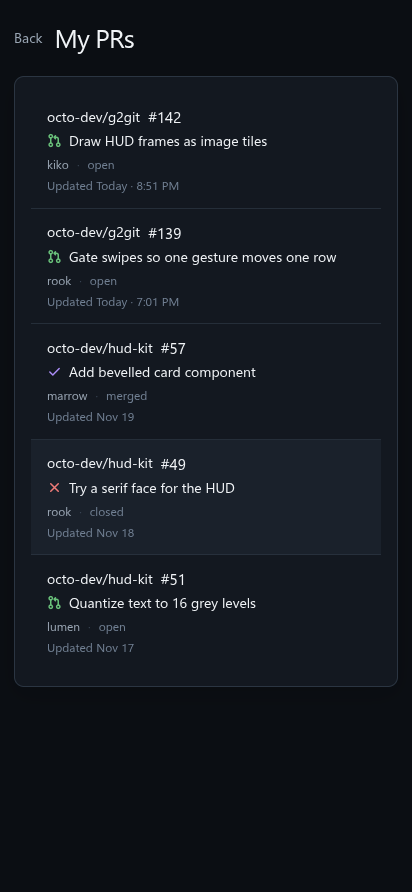 Back My PRs
octo-dev/g2git #142
Draw HUD frames as image tiles
kiko · open
Updated Today · 8:51 PM
octo-dev/g2git #139
Gate swipes so one gesture moves one row
rook · open
Updated Today · 7:01 PM
octo-dev/hud-kit #57
Add bevelled card component
marrow · merged
Updated Nov 19
octo-dev/hud-kit #49
Try a serif face for the HUD
rook · closed
Updated Nov 18
octo-dev/hud-kit #51
Quantize text to 16 grey levels
lumen · open
Updated Nov 17